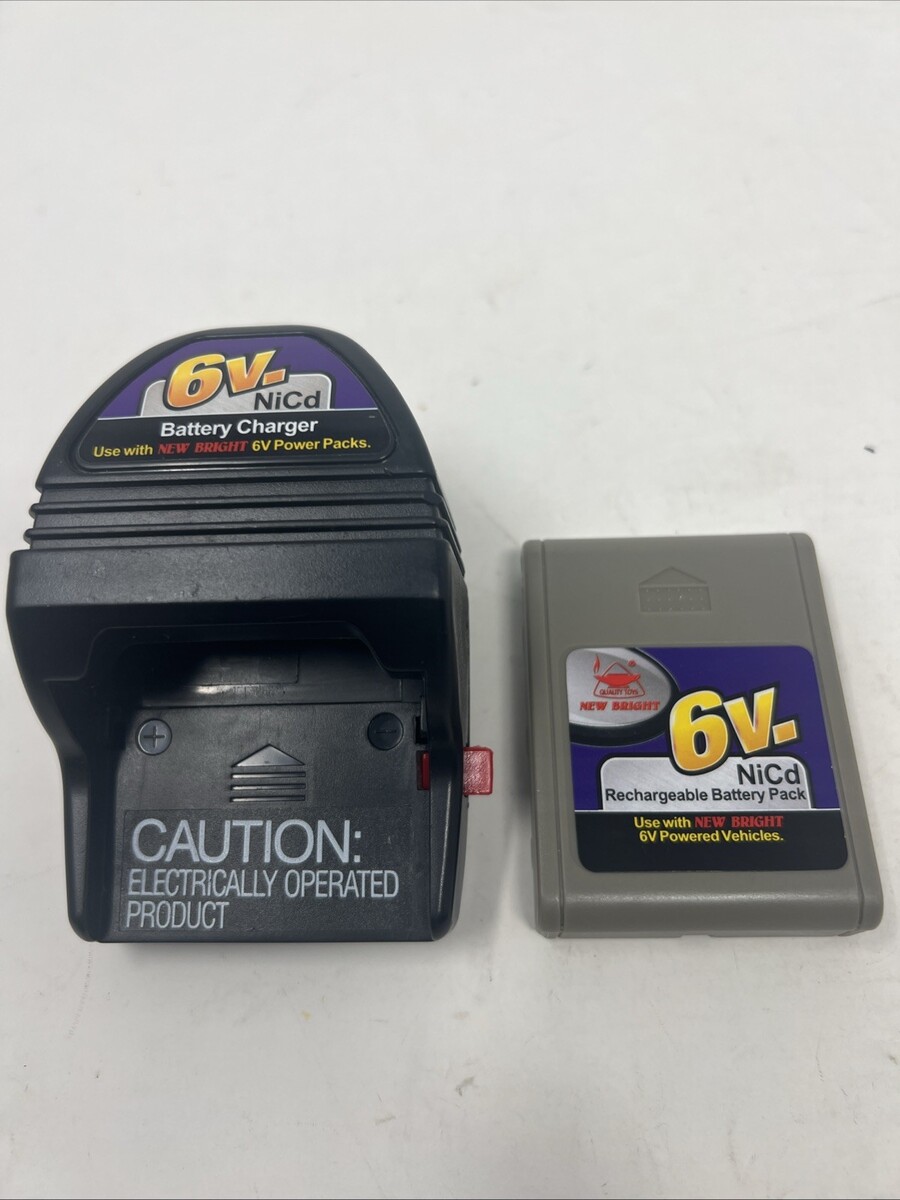 6v.
NiCd
Battery Charger
Use with NEW BRIGHT 6V Power Packs.
+ -
CAUTION:
ELECTRICALLY OPERATED
PRODUCT
QUALITY TOYS
NEW BRIGHT
6v.
NiCd
Rechargeable Battery Pack
Use with NEW BRIGHT
6V Powered Vehicles.